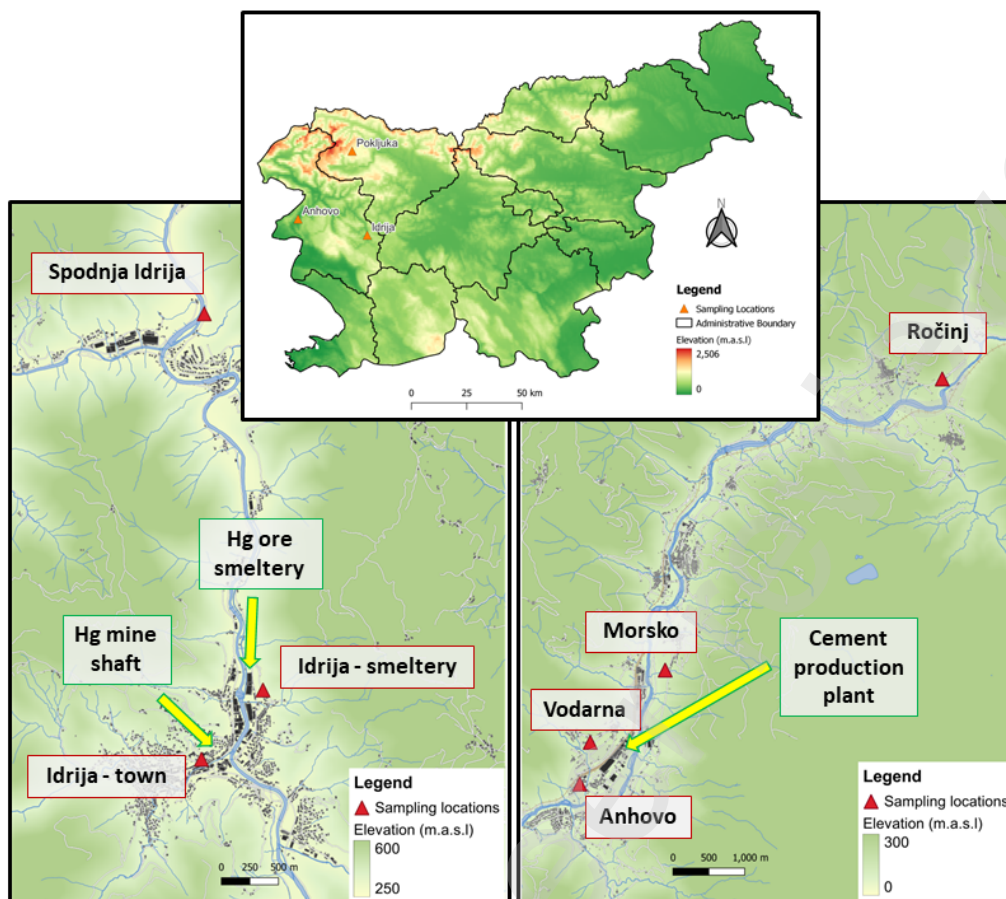 Pokljuka
Anhovo
Idrija
N
Legend
Sampling Locations
Administrative Boundary
Elevation (m.a.s.l)
2,506
0
0 25 50 km
Spodnja Idrija
Hg ore
smeltery
Hg mine
shaft
Idrija - smeltery
Idrija - town
Legend
Sampling locations
Elevation (m.a.s.l)
600
250
0 250 500 m
Ročinj
Morsko
Cement
production
plant
Vodarna
Anhovo
Legend
Sampling locations
Elevation (m.a.s.l)
300
0
0 500 1,000 m